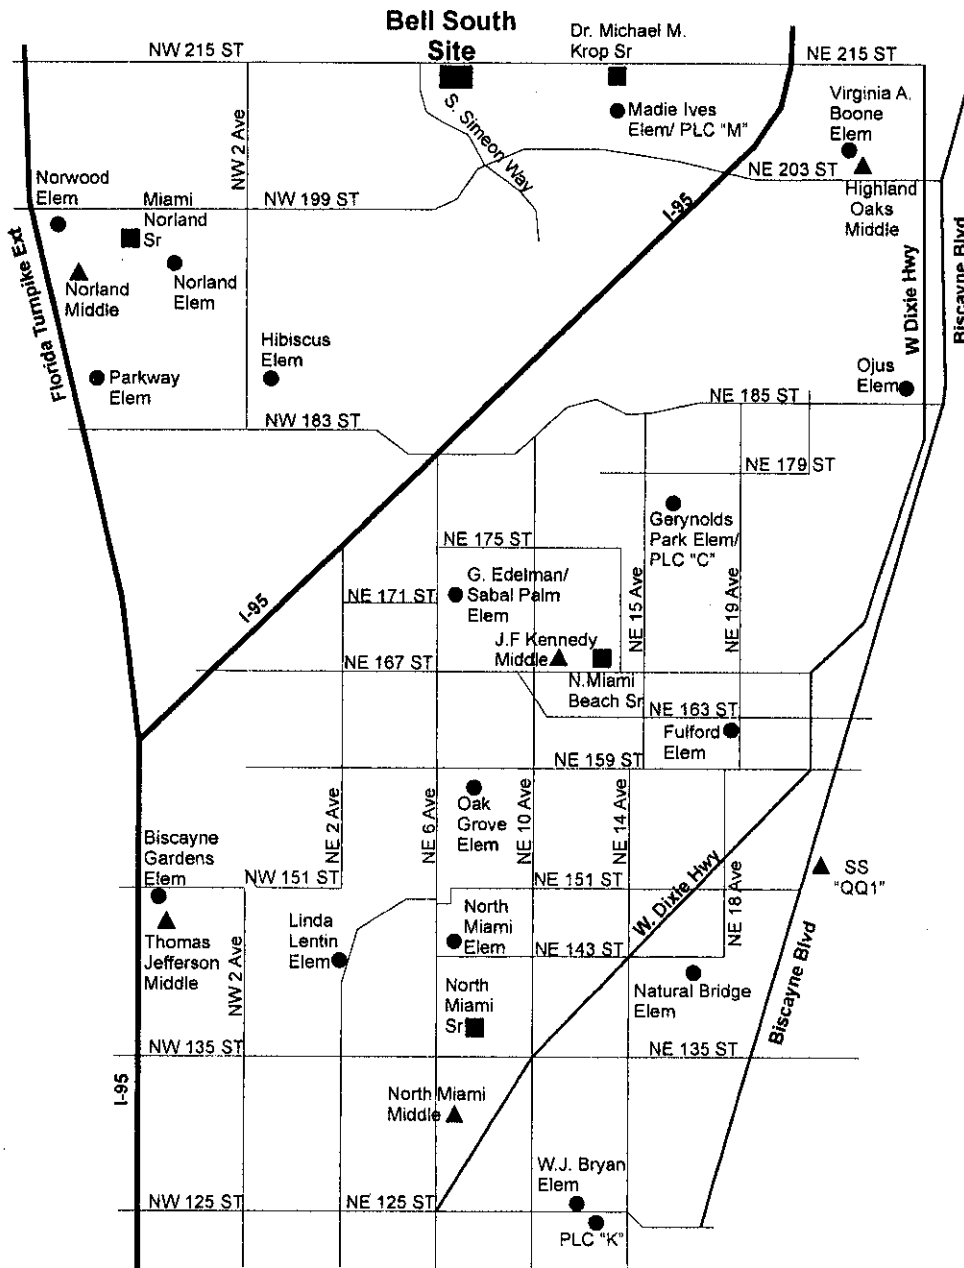 Bell South
Site
Dr. Michael M.
Krop Sr
NW 215 ST
NE 215 ST
S. Simeon Way
Madie Ives
Elem/ PLC "M"
Virginia A.
Boone
Elem
NW 2 Ave
NE 203 ST
Highland
Oaks
Middle
Norwood
Elem
Miami
Norland
Sr
NW 199 ST
I-95
Florida Turnpike Ext
Norland
Middle
Norland
Elem
W Dixie Hwy
Biscayne Blvd
Parkway
Elem
Hibiscus
Elem
Ojus
Elem
NE 185 ST
NW 183 ST
NE 179 ST
Gerynolds
Park Elem/
PLC "C"
NE 175 ST
I-95
NE 171 ST
G. Edelman/
Sabal Palm
Elem
NE 15 Ave
NE 19 Ave
J.F Kennedy
Middle
NE 167 ST
N.Miami
Beach Sr
NE 163 ST
Fulford
Elem
NE 159 ST
NE 2 Ave
NE 6 Ave
Oak
Grove
Elem
NE 10 Ave
NE 14 Ave
Biscayne
Gardens
Elem
NW 151 ST
NE 151 ST
W. Dixie Hwy
NE 18 Ave
SS
"QQ1"
Thomas
Jefferson
Middle
NW 2 Ave
Linda
Lentin
Elem
North
Miami
Elem
NE 143 ST
Natural Bridge
Elem
Biscayne Blvd
North
Miami
Sr
NW 135 ST
NE 135 ST
I-95
North Miami
Middle
W.J. Bryan
Elem
NW 125 ST
NE 125 ST
PLC "K"